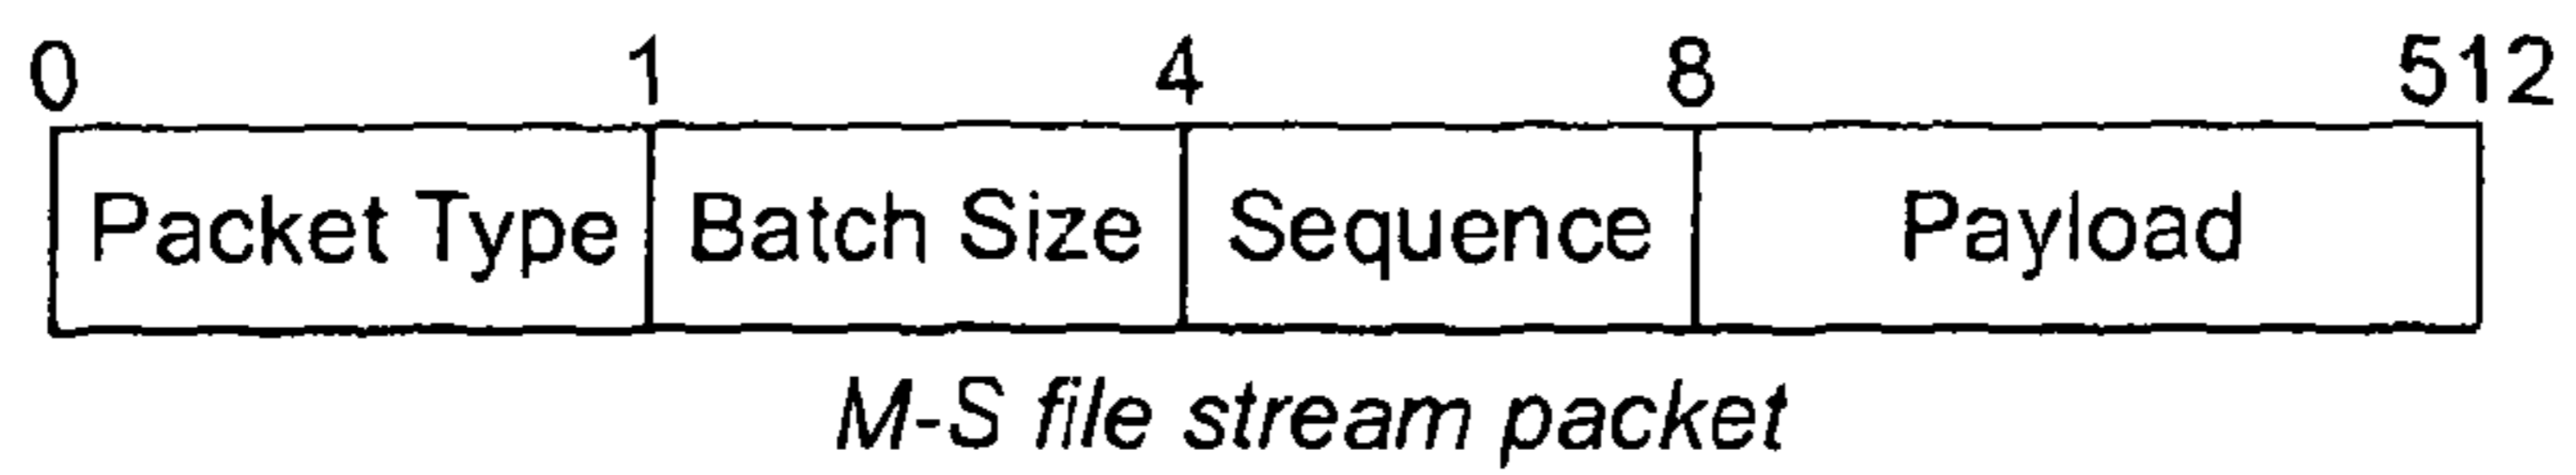 0 1 4 8 512
Packet Type Batch Size Sequence Payload
M-S file stream packet